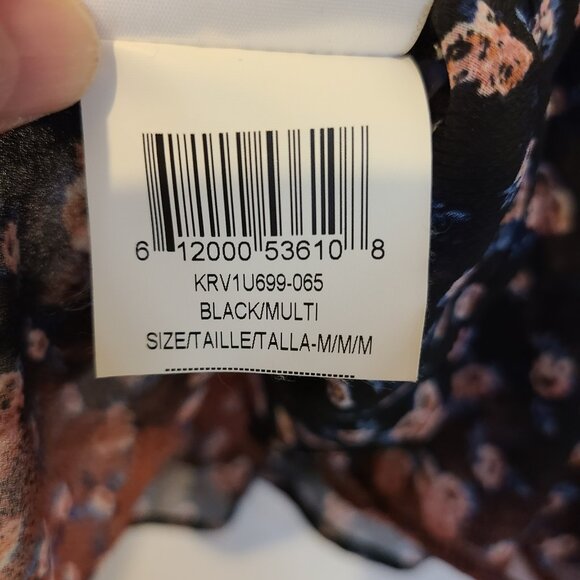 6 12000 53610 8
KRV1U699-065
BLACK/MULTI
SIZE/TAILLE/TALLA-M/M/M